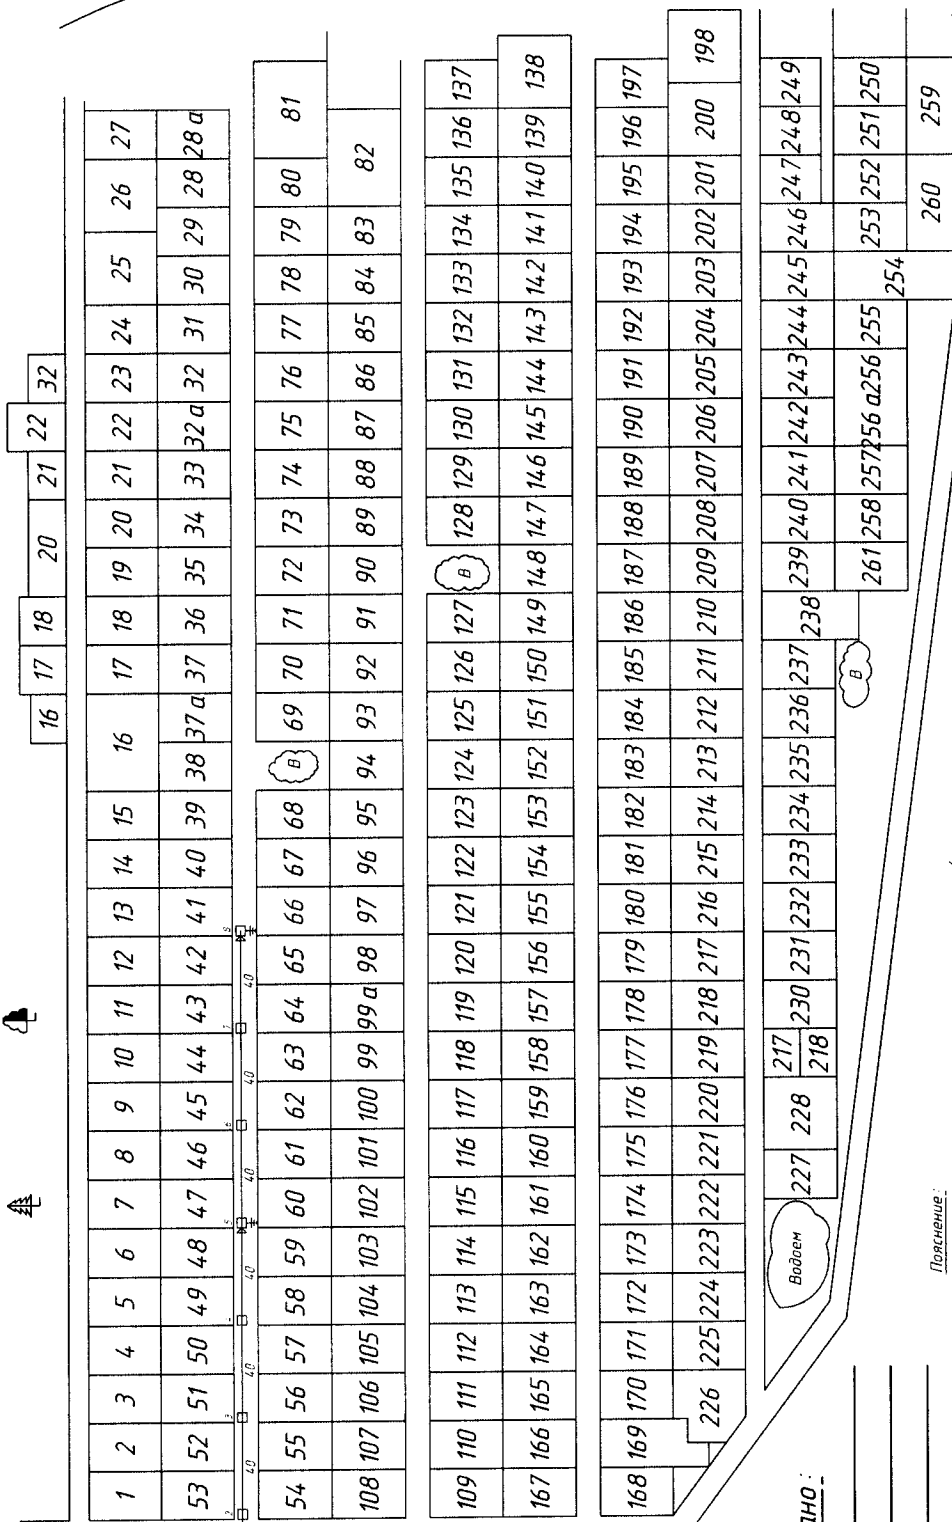 16 17 18 20 21 22 32
1 2 3 4 5 6 7 8 9 10 11 12 13 14 15 16 17 18 19 20 21 22 23 24 25 26 27
53 52 51 50 49 48 47 46 45 44 43 42 41 40 39 38 37а 37 36 35 34 33 32а 32 31 30 29 28 28а
2 3 5 6 7 8
40 40 40 40 40 40
54 55 56 57 58 59 60 61 62 63 64 65 66 67 68 В 69 70 71 72 73 74 75 76 77 78 79 80 81
108 107 106 105 104 103 102 101 100 99 99а 98 97 96 95 94 93 92 91 90 89 88 87 86 85 84 83 82
109 110 111 112 113 114 115 116 117 118 119 120 121 122 123 124 125 126 127 В 128 129 130 131 132 133 134 135 136 137
167 166 165 164 163 162 161 160 159 158 157 156 155 154 153 152 151 150 149 148 147 146 145 144 143 142 141 140 139 138
168 169 170 171 172 173 174 175 176 177 178 179 180 181 182 183 184 185 186 187 188 189 190 191 192 193 194 195 196 197
226 225 224 223 222 221 220 219 218 217 216 215 214 213 212 211 210 209 208 207 206 205 204 203 202 201 200 198
Водоем 227 228 217 230 231 232 233 234 235 236 237 238 239 240 241 242 243 244 245 246 247 248 249
218
В 261 258 257 256а 256 255 254 253 252 251 250
260 259
ано :
Пояснение :